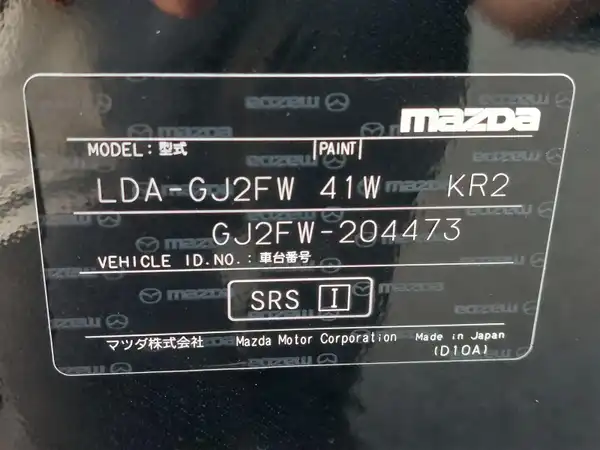 mazda
MODEL: 型式 PAINT
LDA-GJ2FW 41W KR2
GJ2FW-204473
VEHICLE ID.NO.: 車台番号
SRS I
マツダ株式会社 Mazda Motor Corporation Made in Japan
(D10A)